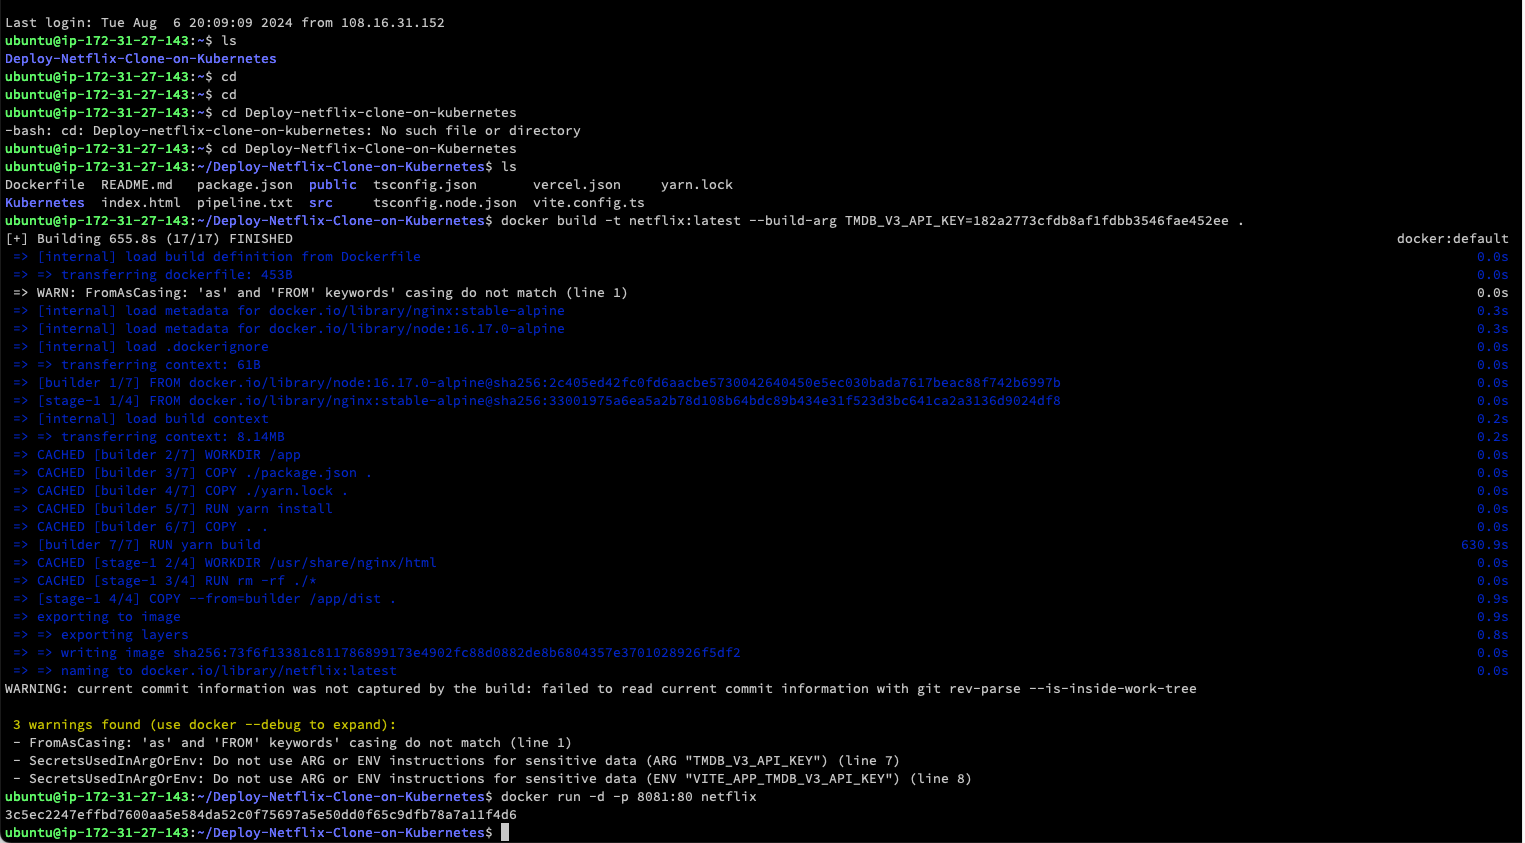 Last login: Tue Aug  6 20:09:09 2024 from 108.16.31.152
ubuntu@ip-172-31-27-143:~$ ls
Deploy-Netflix-Clone-on-Kubernetes
ubuntu@ip-172-31-27-143:~$ cd
ubuntu@ip-172-31-27-143:~$ cd
ubuntu@ip-172-31-27-143:~$ cd Deploy-netflix-clone-on-kubernetes
-bash: cd: Deploy-netflix-clone-on-kubernetes: No such file or directory
ubuntu@ip-172-31-27-143:~$ cd Deploy-Netflix-Clone-on-Kubernetes
ubuntu@ip-172-31-27-143:~/Deploy-Netflix-Clone-on-Kubernetes$ ls
Dockerfile  README.md   package.json  public  tsconfig.json       vercel.json     yarn.lock
Kubernetes  index.html  pipeline.txt  src     tsconfig.node.json  vite.config.ts
ubuntu@ip-172-31-27-143:~/Deploy-Netflix-Clone-on-Kubernetes$ docker build -t netflix:latest --build-arg TMDB_V3_API_KEY=182a2773cfdb8af1fdbb3546fae452ee .
[+] Building 655.8s (17/17) FINISHED docker:default
=> [internal] load build definition from Dockerfile 0.0s
=> => transferring dockerfile: 453B 0.0s
=> WARN: FromAsCasing: 'as' and 'FROM' keywords' casing do not match (line 1) 0.0s
=> [internal] load metadata for docker.io/library/nginx:stable-alpine 0.3s
=> [internal] load metadata for docker.io/library/node:16.17.0-alpine 0.3s
=> [internal] load .dockerignore 0.0s
=> => transferring context: 61B 0.0s
=> [builder 1/7] FROM docker.io/library/node:16.17.0-alpine@sha256:2c405ed42fc0fd6aacbe5730042640450e5ec030bada7617beac88f742b6997b 0.0s
=> [stage-1 1/4] FROM docker.io/library/nginx:stable-alpine@sha256:33001975a6ea5a2b78d108b64bdc89b434e31f523d3bc641ca2a3136d9024df8 0.0s
=> [internal] load build context 0.2s
=> => transferring context: 8.14MB 0.2s
=> CACHED [builder 2/7] WORKDIR /app 0.0s
=> CACHED [builder 3/7] COPY ./package.json . 0.0s
=> CACHED [builder 4/7] COPY ./yarn.lock . 0.0s
=> CACHED [builder 5/7] RUN yarn install 0.0s
=> CACHED [builder 6/7] COPY . . 0.0s
=> [builder 7/7] RUN yarn build 630.9s
=> CACHED [stage-1 2/4] WORKDIR /usr/share/nginx/html 0.0s
=> CACHED [stage-1 3/4] RUN rm -rf ./* 0.0s
=> [stage-1 4/4] COPY --from=builder /app/dist . 0.9s
=> exporting to image 0.9s
=> => exporting layers 0.8s
=> => writing image sha256:73f6f13381c811786899173e4902fc88d0882de8b6804357e3701028926f5df2 0.0s
=> => naming to docker.io/library/netflix:latest 0.0s
WARNING: current commit information was not captured by the build: failed to read current commit information with git rev-parse --is-inside-work-tree
3 warnings found (use docker --debug to expand):
- FromAsCasing: 'as' and 'FROM' keywords' casing do not match (line 1)
- SecretsUsedInArgOrEnv: Do not use ARG or ENV instructions for sensitive data (ARG "TMDB_V3_API_KEY") (line 7)
- SecretsUsedInArgOrEnv: Do not use ARG or ENV instructions for sensitive data (ENV "VITE_APP_TMDB_V3_API_KEY") (line 8)
ubuntu@ip-172-31-27-143:~/Deploy-Netflix-Clone-on-Kubernetes$ docker run -d -p 8081:80 netflix
3c5ec2247effbd7600aa5e584da52c0f75697a5e50dd0f65c9dfb78a7a11f4d6
ubuntu@ip-172-31-27-143:~/Deploy-Netflix-Clone-on-Kubernetes$